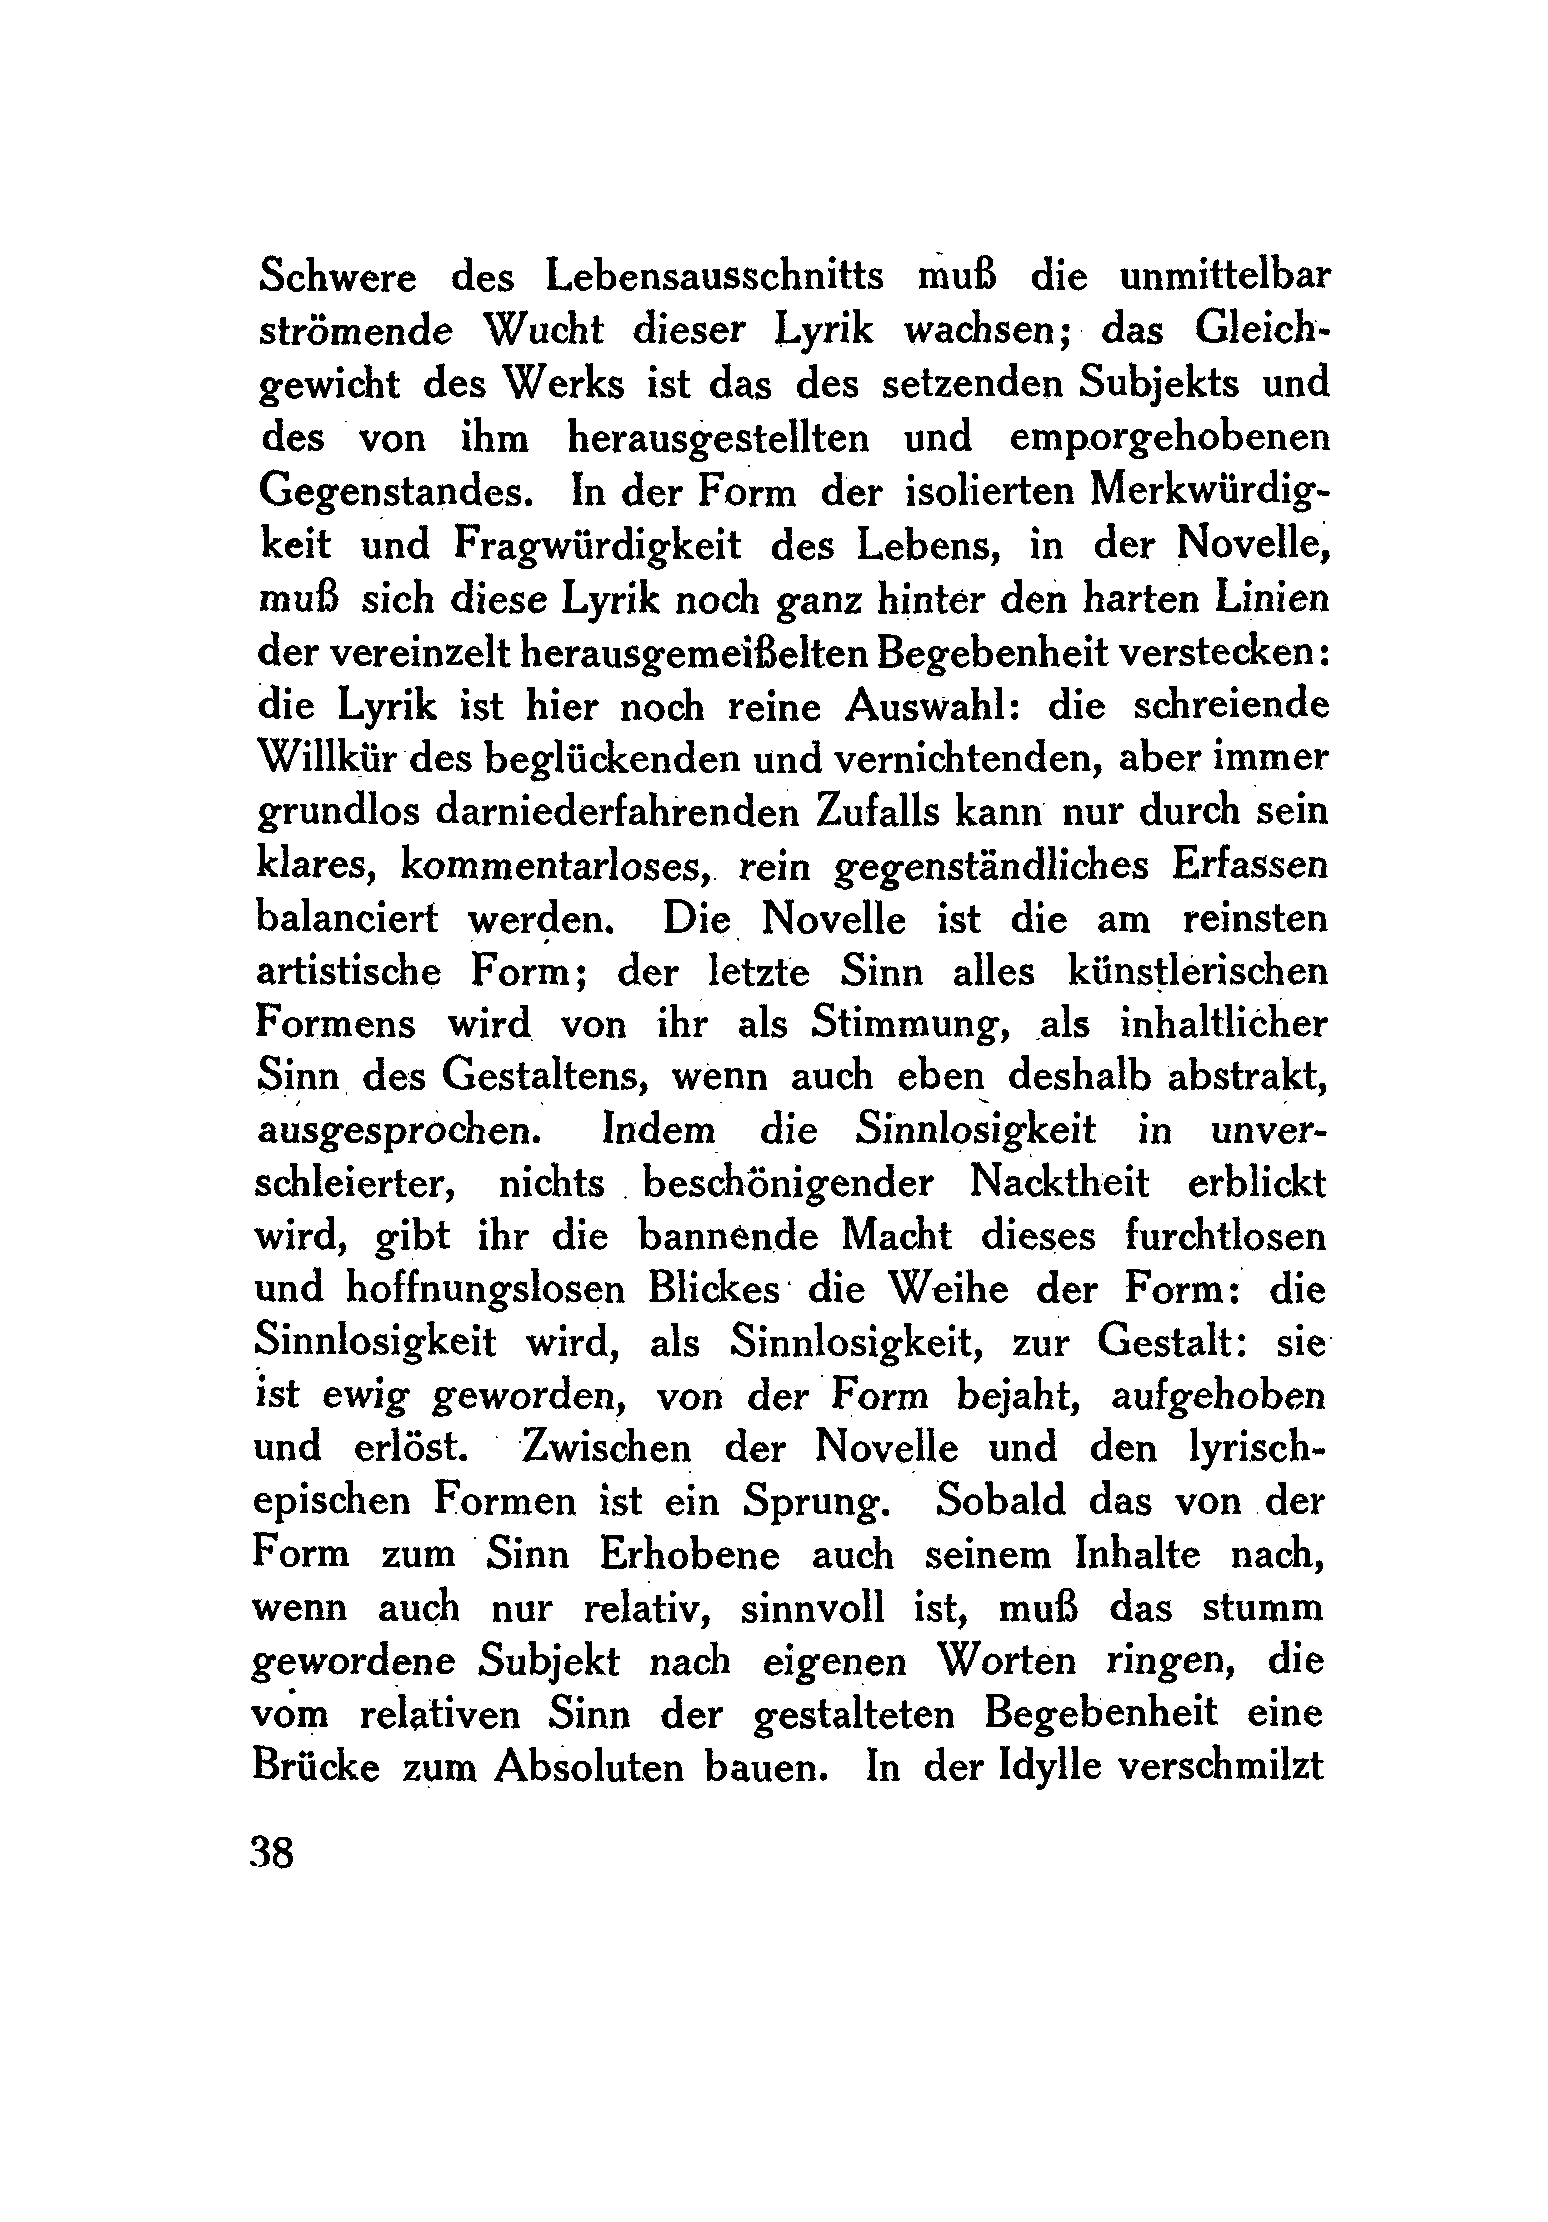 Schwere des Lebensausschnitts muß die unmittelbar
strömende Wucht dieser Lyrik wachsen; das Gleich-
gewicht des Werks ist das des setzenden Subjekts und
des von ihm herausgestellten und emporgehobenen
Gegenstandes. In der Form der isolierten Merkwürdig-
keit und Fragwürdigkeit des Lebens, in der Novelle,
muß sich diese Lyrik noch ganz hinter den harten Linien
der vereinzelt herausgemeißelten Begebenheit verstecken:
die Lyrik ist hier noch reine Auswahl: die schreiende
Willkür des beglückenden und vernichtenden, aber immer
grundlos darniederfahrenden Zufalls kann nur durch sein
klares, kommentarloses, rein gegenständliches Erfassen
balanciert werden. Die Novelle ist die am reinsten
artistische Form; der letzte Sinn alles künstlerischen
Formens wird von ihr als Stimmung, als inhaltlicher
Sinn des Gestaltens, wenn auch eben deshalb abstrakt,
ausgesprochen. Indem die Sinnlosigkeit in unver-
schleierter, nichts beschönigender Nacktheit erblickt
wird, gibt ihr die bannende Macht dieses furchtlosen
und hoffnungslosen Blickes die Weihe der Form: die
Sinnlosigkeit wird, als Sinnlosigkeit, zur Gestalt: sie
ist ewig geworden, von der Form bejaht, aufgehoben
und erlöst. Zwischen der Novelle und den lyrisch-
epischen Formen ist ein Sprung. Sobald das von der
Form zum Sinn Erhobene auch seinem Inhalte nach,
wenn auch nur relativ, sinnvoll ist, muß das stumm
gewordene Subjekt nach eigenen Worten ringen, die
vom relativen Sinn der gestalteten Begebenheit eine
Brücke zum Absoluten bauen. In der Idylle verschmilzt
38